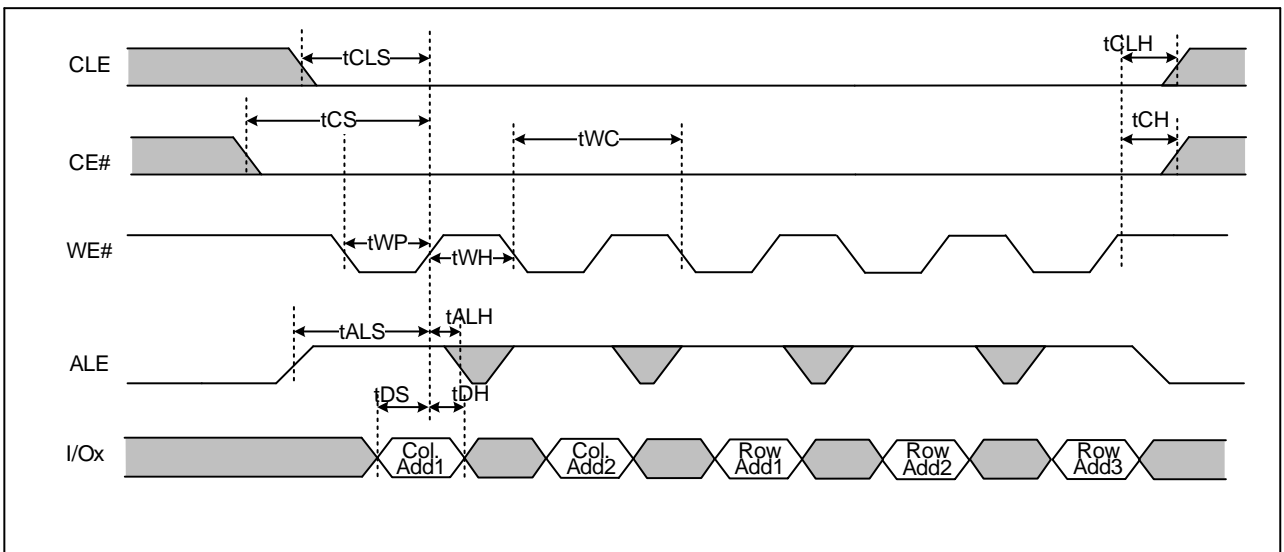 CLE
tCLS
tCLH
CE#
tCS
tWC
tCH
WE#
tWP
tWH
ALE
tALS
tALH
tDS
tDH
I/Ox
Col.
Add1
Col.
Add2
Row
Add1
Row
Add2
Row
Add3